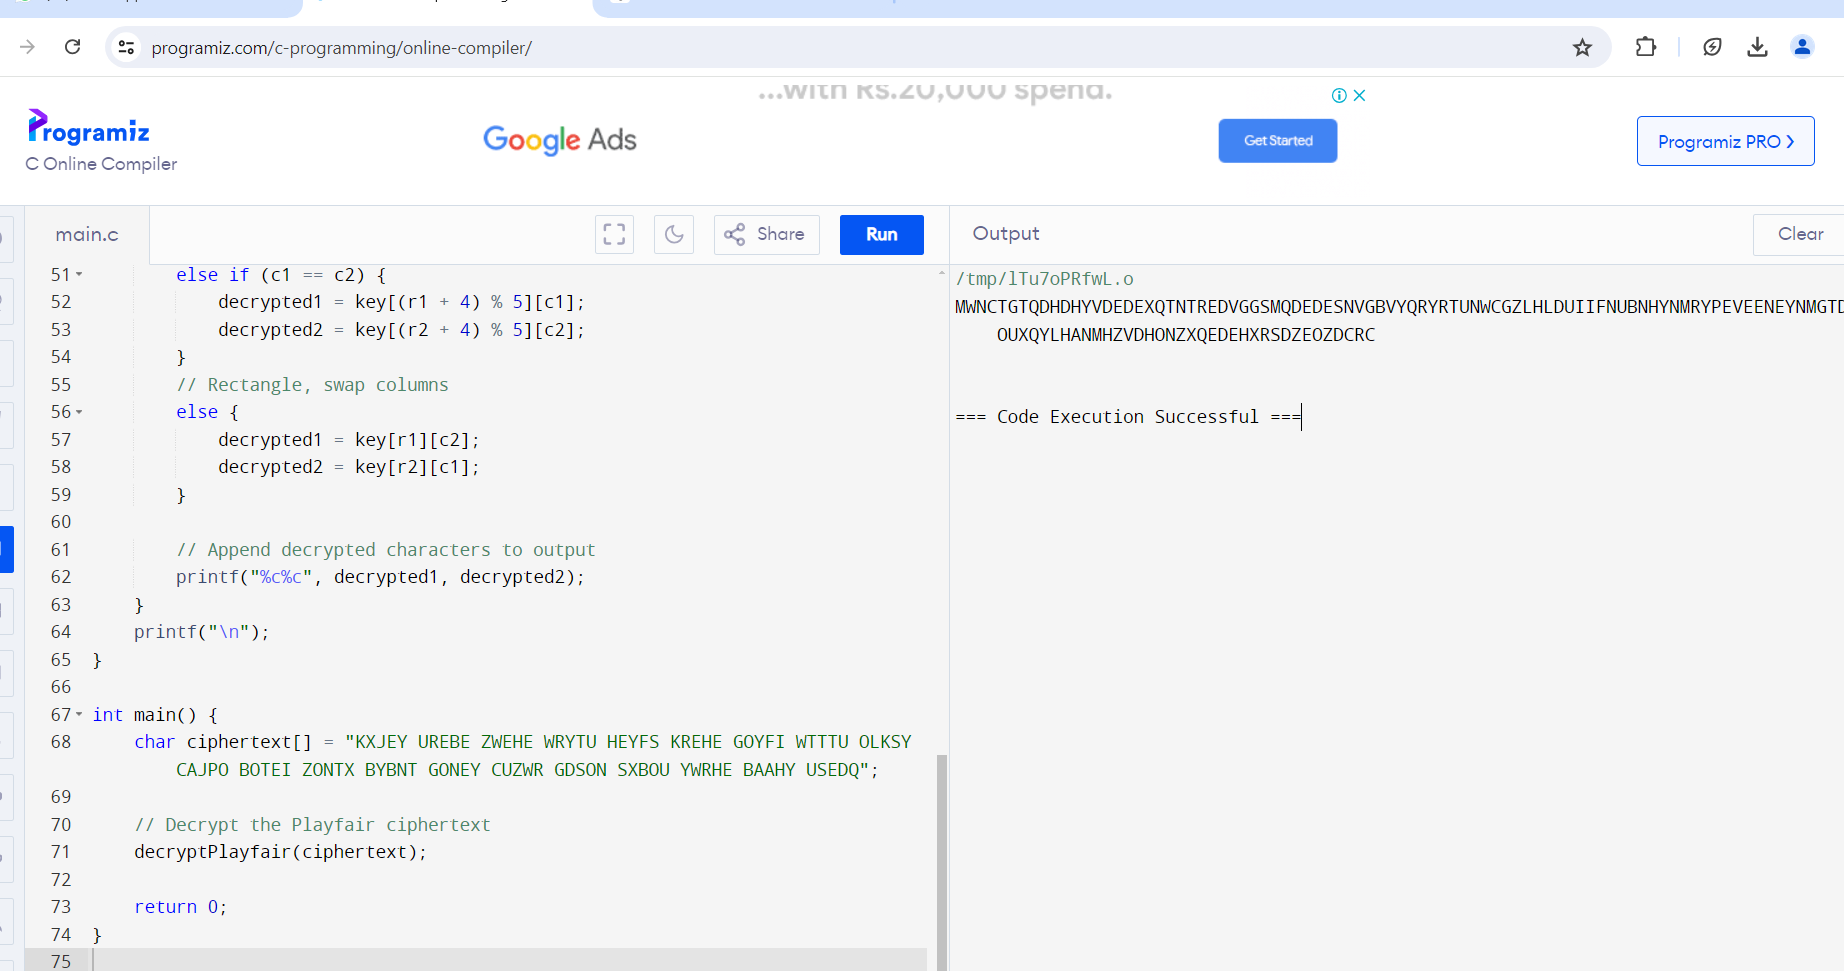 programiz.com/c-programming/online-compiler/
...with Rs.20,000 spend.
Programiz
C Online Compiler
Google Ads
Get Started
Programiz PRO
main.c
Share
Run
Output
Clear
51 else if (c1 == c2) {
52 decrypted1 = key[(r1 + 4) % 5][c1];
53 decrypted2 = key[(r2 + 4) % 5][c2];
54 }
55 // Rectangle, swap columns
56 else {
57 decrypted1 = key[r1][c2];
58 decrypted2 = key[r2][c1];
59 }
60
61 // Append decrypted characters to output
62 printf("%c%c", decrypted1, decrypted2);
63 }
64 printf("\n");
65 }
66
67 int main() {
68 char ciphertext[] = "KXJEY UREBE ZWEHE WRYTU HEYFS KREHE GOYFI WTTTU OLKSY
CAJPO BOTEI ZONTX BYBNT GONEY CUZWR GDSON SXBOU YWRHE BAAHY USEDQ";
69
70 // Decrypt the Playfair ciphertext
71 decryptPlayfair(ciphertext);
72
73 return 0;
74 }
75
/tmp/lTu7oPRfwL.o
MWNCTGTQDHDHYVDEDEXQTNTREDVGGSMQDEDESNVGBVYQRYRTUNWCGZLHLDUIIFNUBNHYNMRYPEVEENEYNMGTD
OUXQYLHANMHZVDHONZXQEDEHXRSDZEOZDCRC
=== Code Execution Successful ===